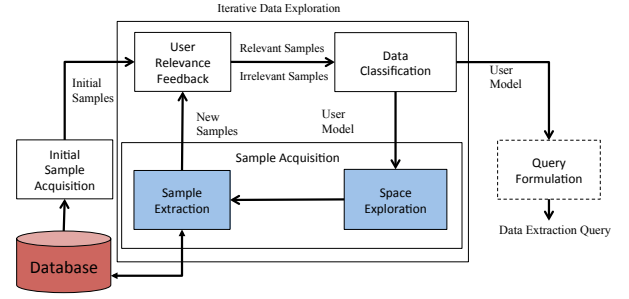 Iterative Data Exploration
User
Relevance
Feedback
Relevant Samples
Irrelevant Samples
Data
Classification
User
Model
Initial
Samples
New
Samples
User
Model
Initial
Sample
Acquisition
Sample Acquisition
Sample
Extraction
Space
Exploration
Query
Formulation
Data Extraction Query
Database